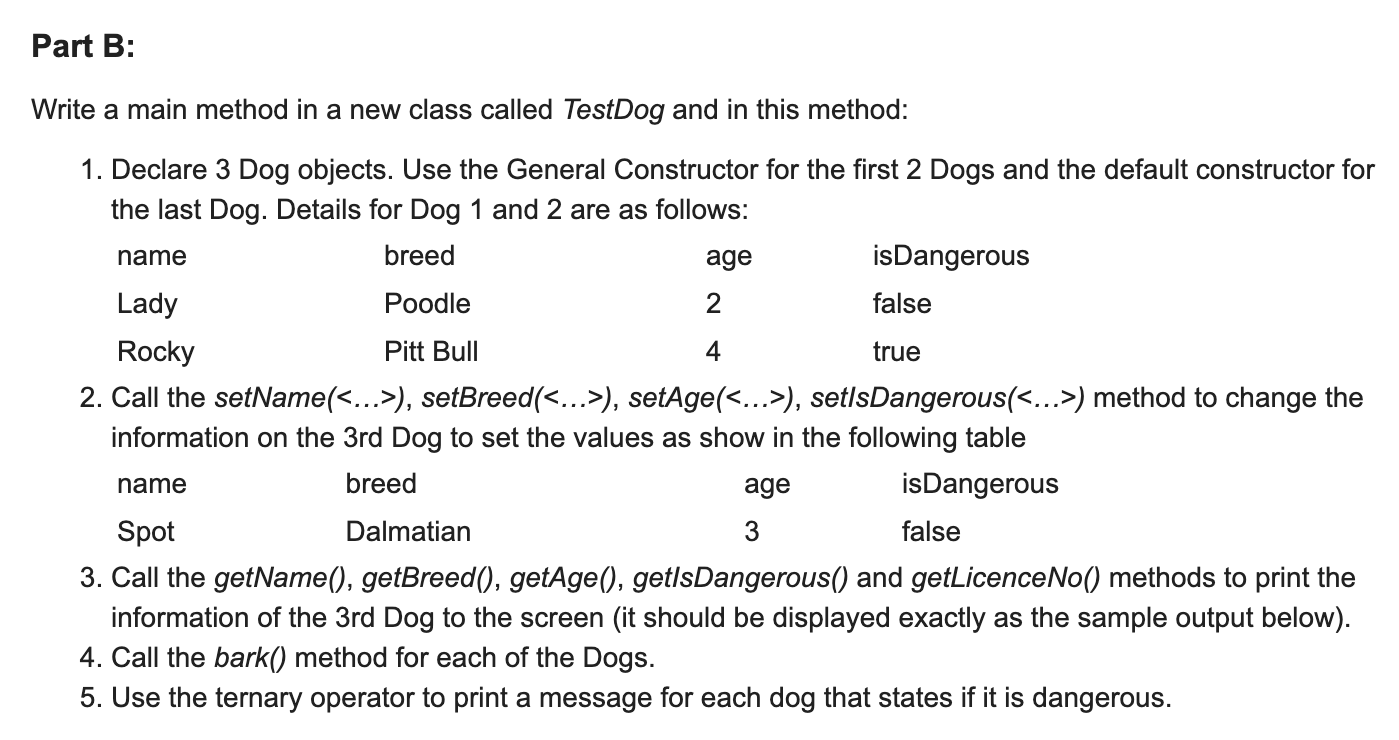 Part B:
Write a main method in a new class called TestDog and in this method:
1. Declare 3 Dog objects. Use the General Constructor for the first 2 Dogs and the default constructor for
the last Dog. Details for Dog 1 and 2 are as follows:
name breed age isDangerous
Lady Poodle 2 false
Rocky Pitt Bull 4 true
2. Call the setName(<...>), setBreed(<...>), setAge(<...>), setIsDangerous(<...>) method to change the
information on the 3rd Dog to set the values as show in the following table
name breed age isDangerous
Spot Dalmatian 3 false
3. Call the getName(), getBreed(), getAge(), getIsDangerous() and getLicenceNo() methods to print the
information of the 3rd Dog to the screen (it should be displayed exactly as the sample output below).
4. Call the bark() method for each of the Dogs.
5. Use the ternary operator to print a message for each dog that states if it is dangerous.